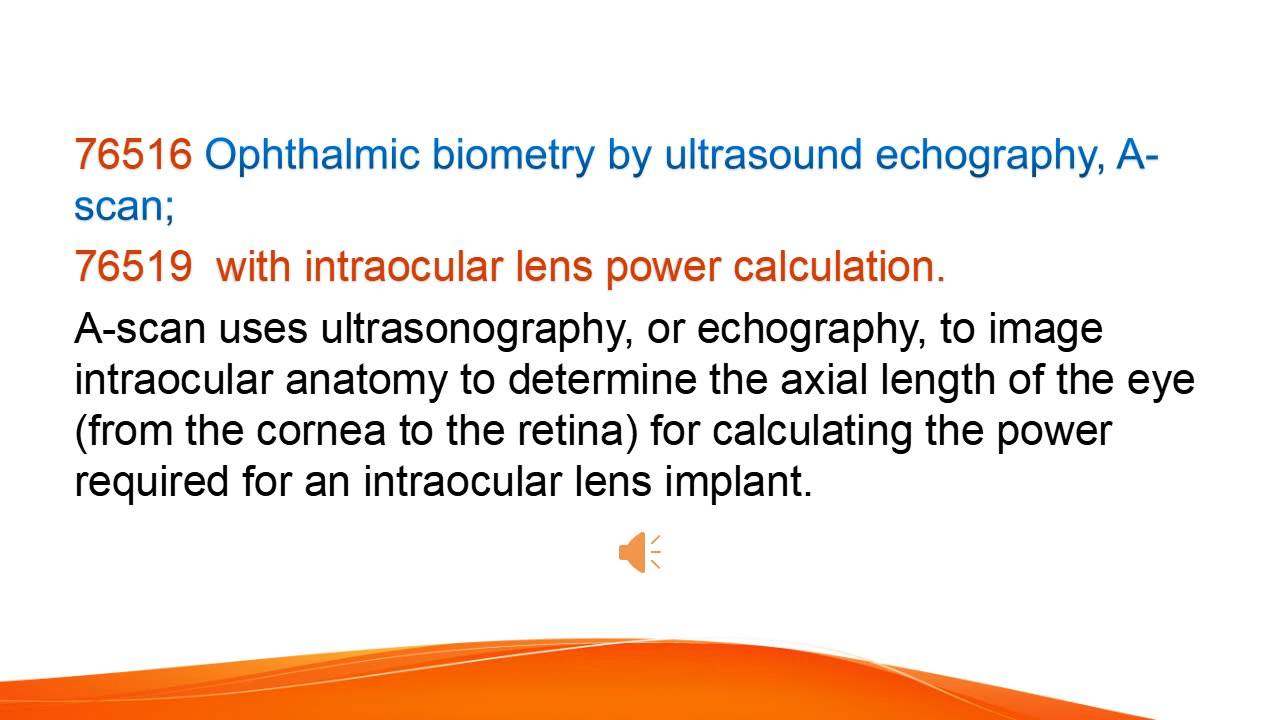 76516 Ophthalmic biometry by ultrasound echography, A-
scan;
76519  with intraocular lens power calculation.
A-scan uses ultrasonography, or echography, to image
intraocular anatomy to determine the axial length of the eye
(from the cornea to the retina) for calculating the power
required for an intraocular lens implant.